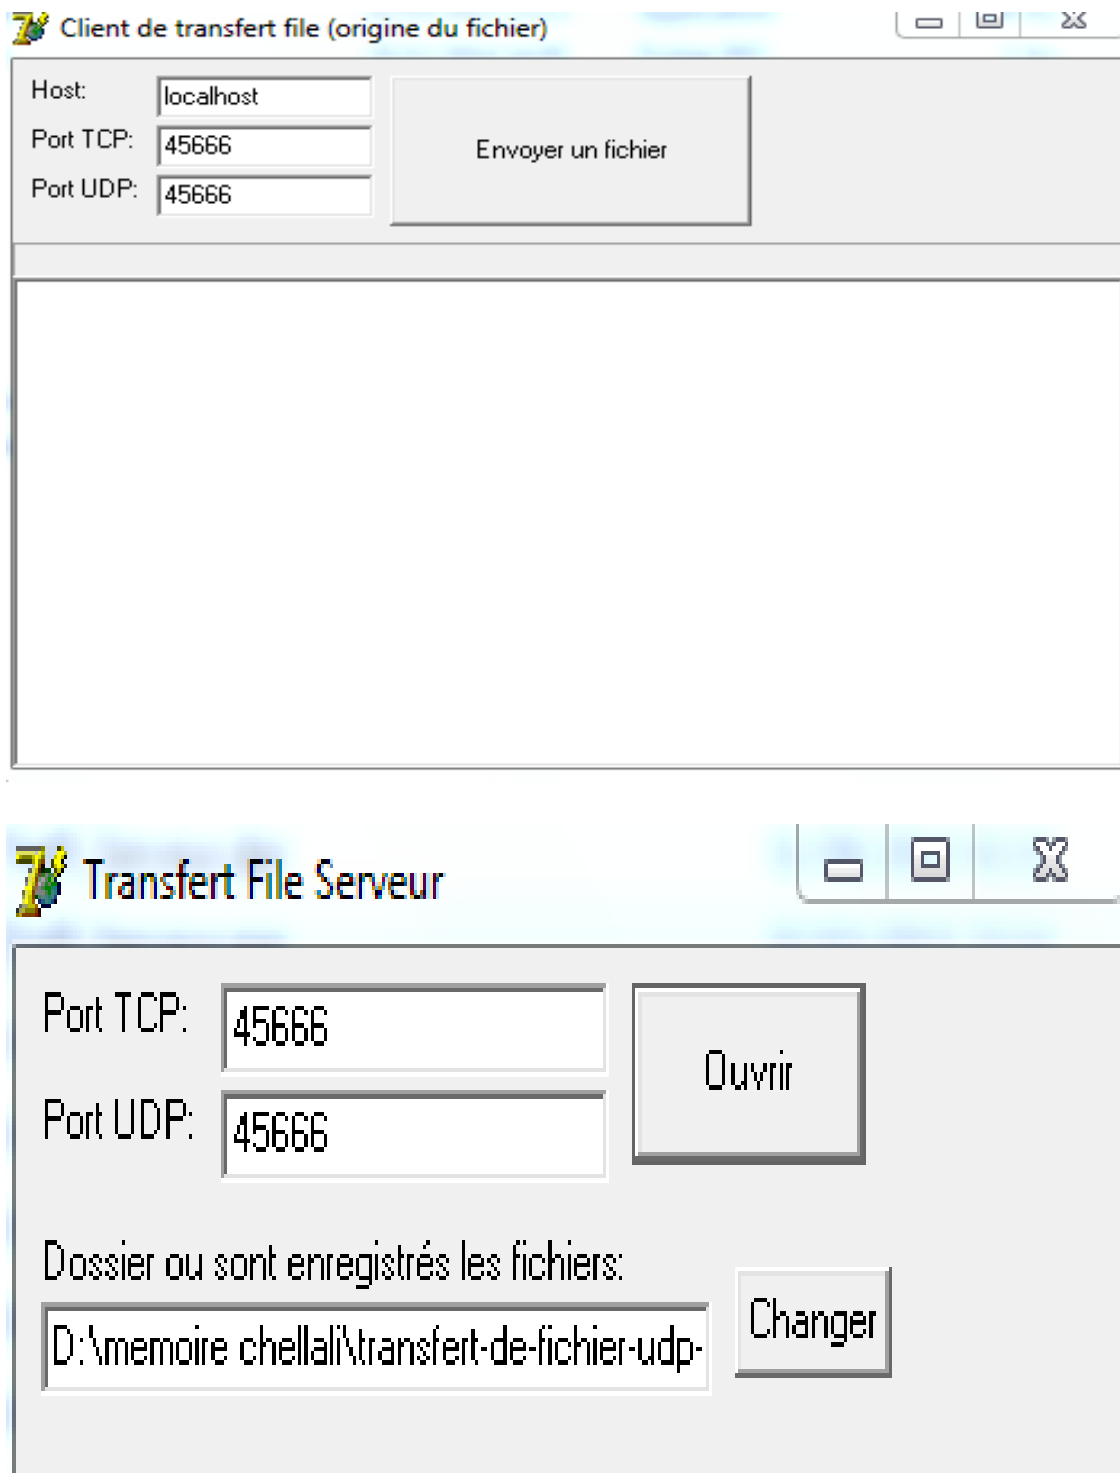 Client de transfert file (origine du fichier)
Host: localhost
Port TCP: 45666
Port UDP: 45666
Envoyer un fichier
Transfert File Serveur
Port TCP: 45666
Ouvrir
Port UDP: 45666
Dossier ou sont enregistrés les fichiers:
D:\memoire chellali\transfert-de-fichier-udp-
Changer